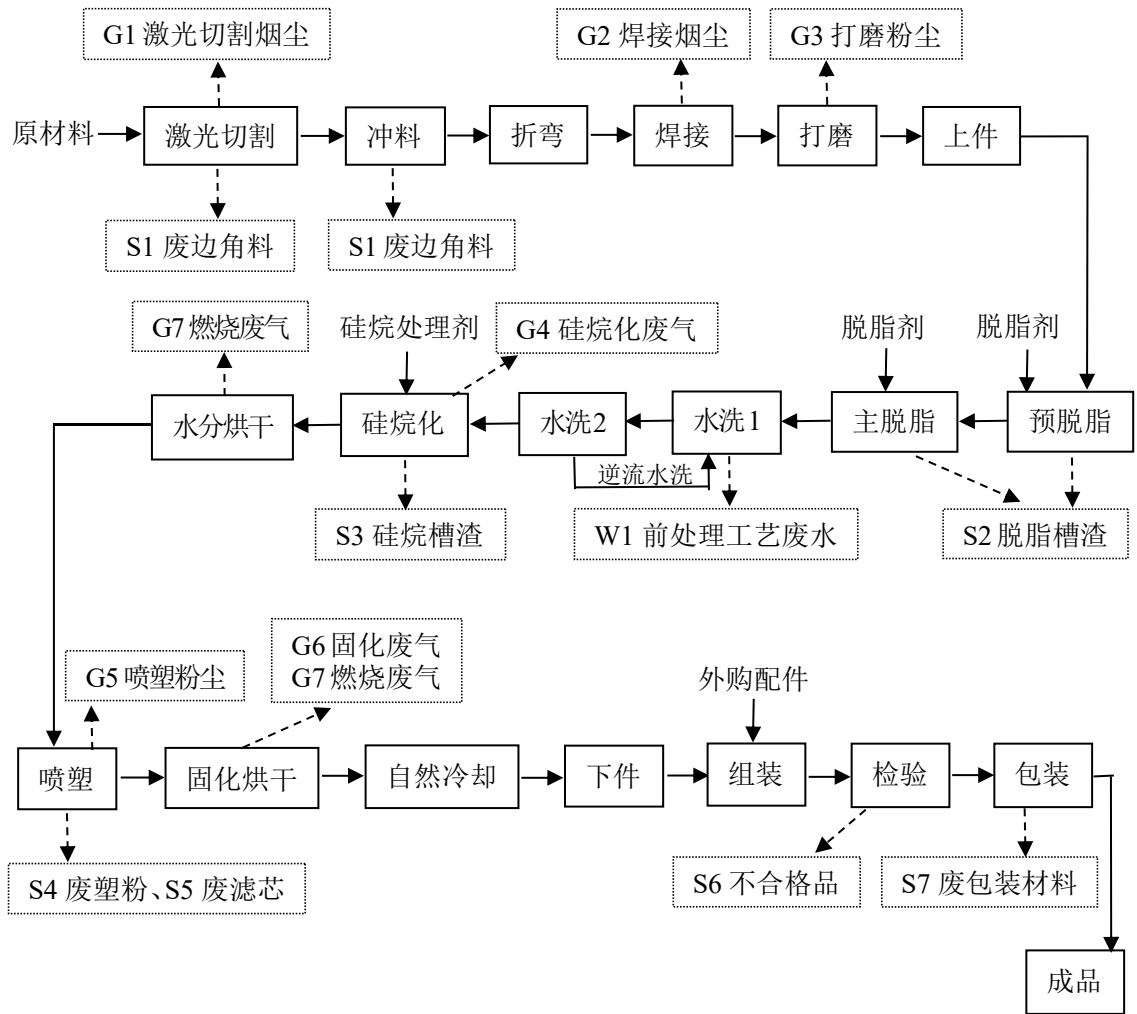 G1 激光切割烟尘
G2 焊接烟尘
G3 打磨粉尘
原材料
激光切割
冲料
折弯
焊接
打磨
上件
S1 废边角料
S1 废边角料
G7 燃烧废气
硅烷处理剂
G4 硅烷化废气
脱脂剂
脱脂剂
水分烘干
硅烷化
水洗2
水洗1
主脱脂
预脱脂
逆流水洗
S3 硅烷槽渣
W1 前处理工艺废水
S2 脱脂槽渣
G5 喷塑粉尘
G6 固化废气
G7 燃烧废气
外购配件
喷塑
固化烘干
自然冷却
下件
组装
检验
包装
S4 废塑粉、S5 废滤芯
S6 不合格品
S7 废包装材料
成品